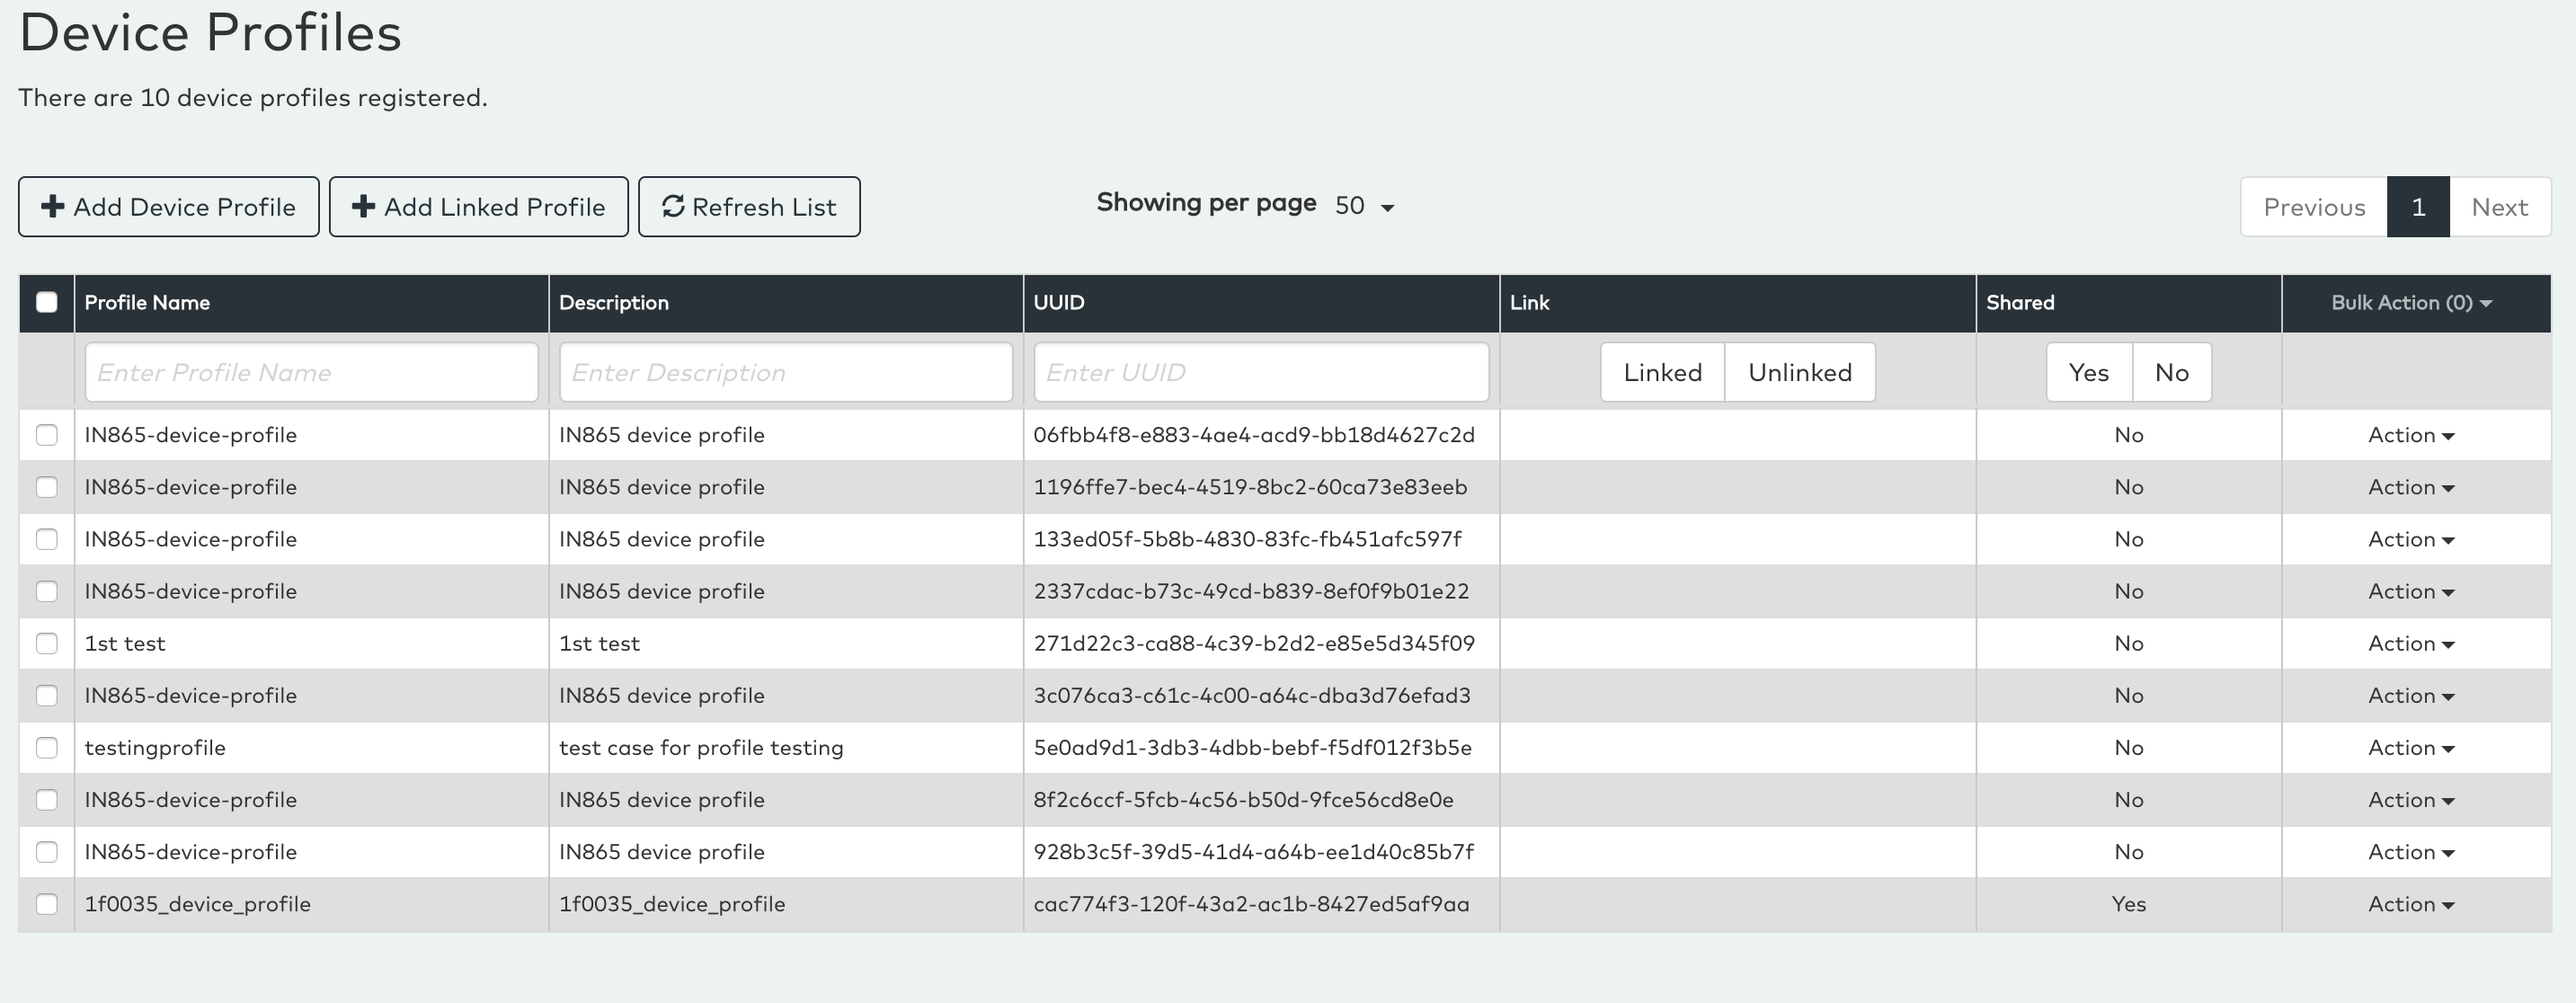 Device Profiles
There are 10 device profiles registered.
Add Device Profile Add Linked Profile Refresh List Showing per page 50 Previous 1 Next
Profile Name Description UUID Link Shared Bulk Action (0)
Enter Profile Name Enter Description Enter UUID Linked Unlinked Yes No
IN865-device-profile IN865 device profile 06fbb4f8-e883-4ae4-acd9-bb18d4627c2d No Action
IN865-device-profile IN865 device profile 1196ffe7-bec4-4519-8bc2-60ca73e83eeb No Action
IN865-device-profile IN865 device profile 133ed05f-5b8b-4830-83fc-fb451afc597f No Action
IN865-device-profile IN865 device profile 2337cdac-b73c-49cd-b839-8ef0f9b01e22 No Action
1st test 1st test 271d22c3-ca88-4c39-b2d2-e85e5d345f09 No Action
IN865-device-profile IN865 device profile 3c076ca3-c61c-4c00-a64c-dba3d76efad3 No Action
testingprofile test case for profile testing 5e0ad9d1-3db3-4dbb-bebf-f5df012f3b5e No Action
IN865-device-profile IN865 device profile 8f2c6ccf-5fcb-4c56-b50d-9fce56cd8e0e No Action
IN865-device-profile IN865 device profile 928b3c5f-39d5-41d4-a64b-ee1d40c85b7f No Action
1f0035_device_profile 1f0035_device_profile cac774f3-120f-43a2-ac1b-8427ed5af9aa Yes Action